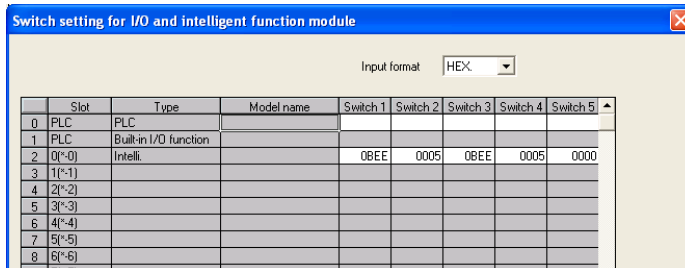 Switch setting for I/O and intelligent function module
Input format HEX.
Slot Type Model name Switch 1 Switch 2 Switch 3 Switch 4 Switch 5
0 PLC PLC
1 PLC Built-in I/O function
2 0(*-0) Intelli. 0BEE 0005 0BEE 0005 0000
3 1(*-1)
4 2(*-2)
5 3(*-3)
6 4(*-4)
7 5(*-5)
8 6(*-6)